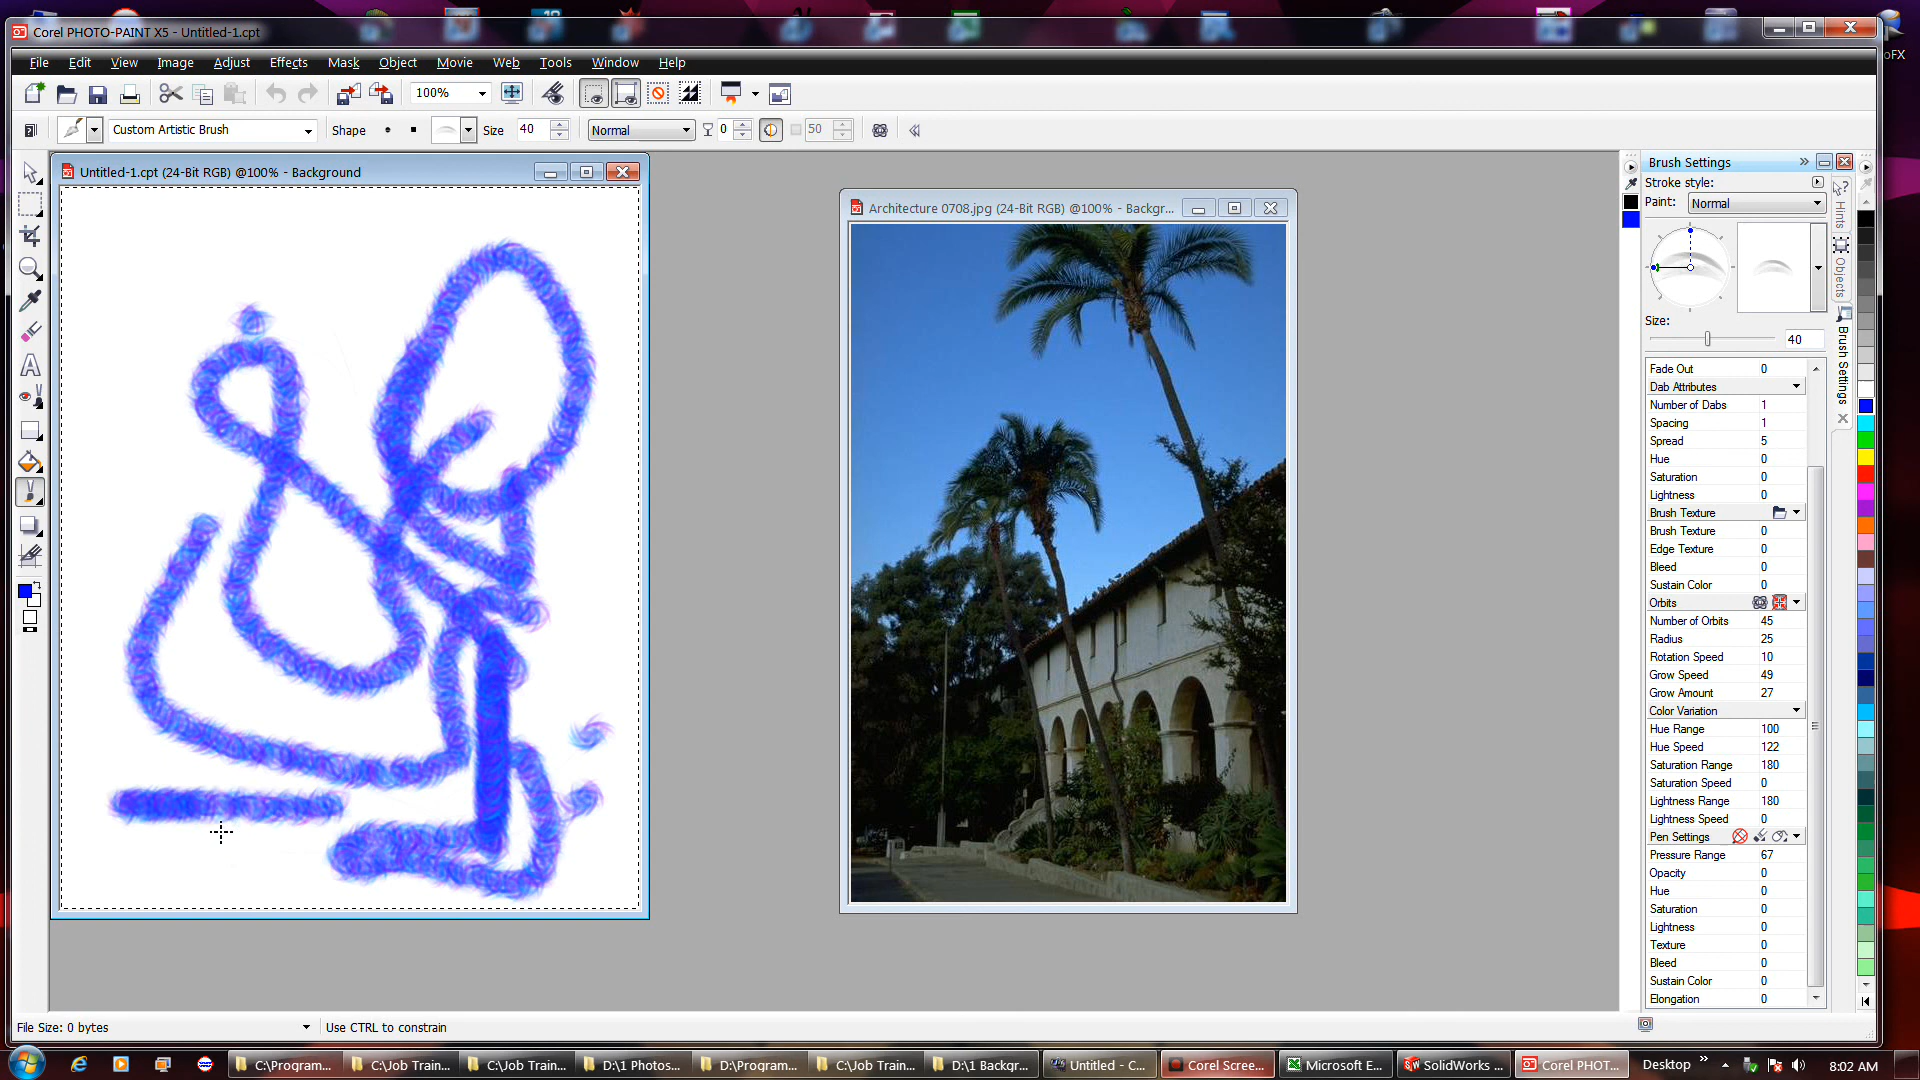 oFX
Corel PHOTO-PAINT X5 - Untitled-1.cpt
File Edit View Image Adjust Effects Mask Object Movie Web Tools Window Help
100%
Custom Artistic Brush Shape Size 40 Normal 0 50
Untitled-1.cpt (24-Bit RGB) @100% - Background
Architecture 0708.jpg (24-Bit RGB) @100% - Backgr...
Brush Settings
Stroke style:
Paint: Normal
Size:
40
Fade Out 0
Dab Attributes
Number of Dabs 1
Spacing 1
Spread 5
Hue 0
Saturation 0
Lightness 0
Brush Texture
Brush Texture 0
Edge Texture 0
Bleed 0
Sustain Color 0
Orbits
Number of Orbits 45
Radius 25
Rotation Speed 10
Grow Speed 49
Grow Amount 27
Color Variation
Hue Range 100
Hue Speed 122
Saturation Range 180
Saturation Speed 0
Lightness Range 180
Lightness Speed 0
Pen Settings
Pressure Range 67
Opacity 0
Hue 0
Saturation 0
Lightness 0
Texture 0
Bleed 0
Sustain Color 0
Elongation 0
Hints
Objects
Brush Settings
File Size: 0 bytes Use CTRL to constrain
C:\Program... C:\Job Train... C:\Job Train... D:\1 Photos... D:\Program... C:\Job Train... D:\1 Backgr... Untitled - C... Corel Scree... Microsoft E... SolidWorks ... Corel PHOT... Desktop 8:02 AM